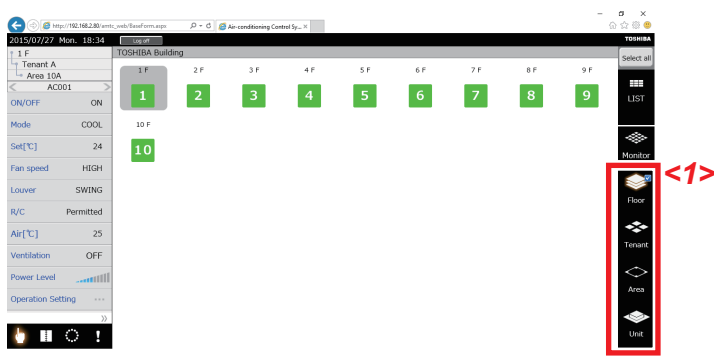 http://192.168.2.80/amtc_web/BaseForm.aspx
Air-conditioning Control Sy...
2015/07/27 Mon. 18:34
Log off
TOSHIBA
1 F
Tenant A
Area 10A
AC001
ON/OFF ON
Mode COOL
Set[℃] 24
Fan speed HIGH
Louver SWING
R/C Permitted
Air[℃] 25
Ventilation OFF
Power Level
Operation Setting
TOSHIBA Building
1 F 2 F 3 F 4 F 5 F 6 F 7 F 8 F 9 F
1 2 3 4 5 6 7 8 9
10 F
10
Select all
LIST
Monitor
<1>
Floor
Tenant
Area
Unit